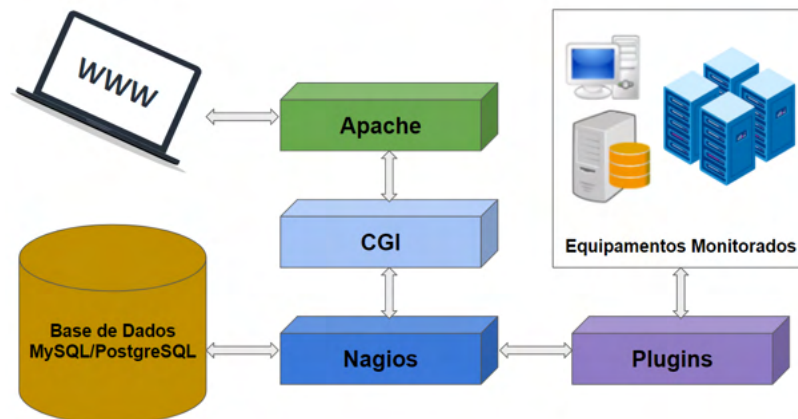 WWW
Apache
CGI
Equipamentos Monitorados
Base de Dados
MySQL/PostgreSQL
Nagios
Plugins